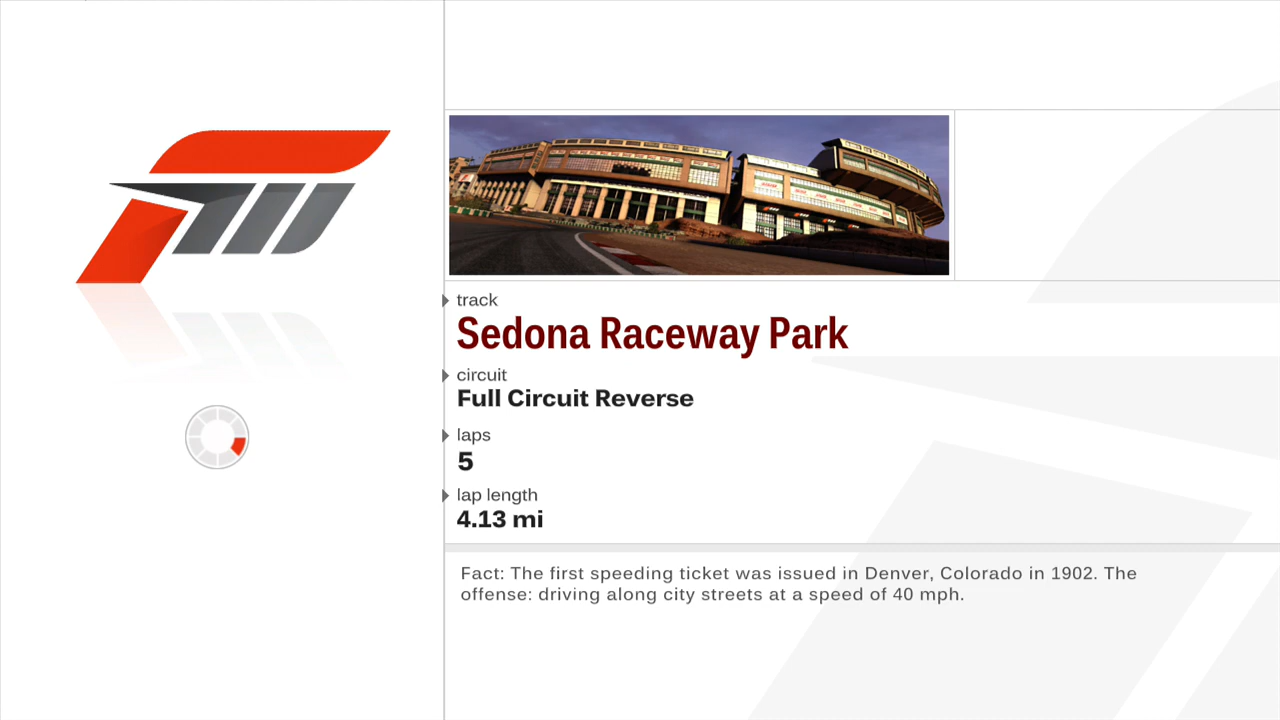 track
Sedona Raceway Park
circuit
Full Circuit Reverse
laps
5
lap length
4.13 mi
Fact: The first speeding ticket was issued in Denver, Colorado in 1902. The
offense: driving along city streets at a speed of 40 mph.